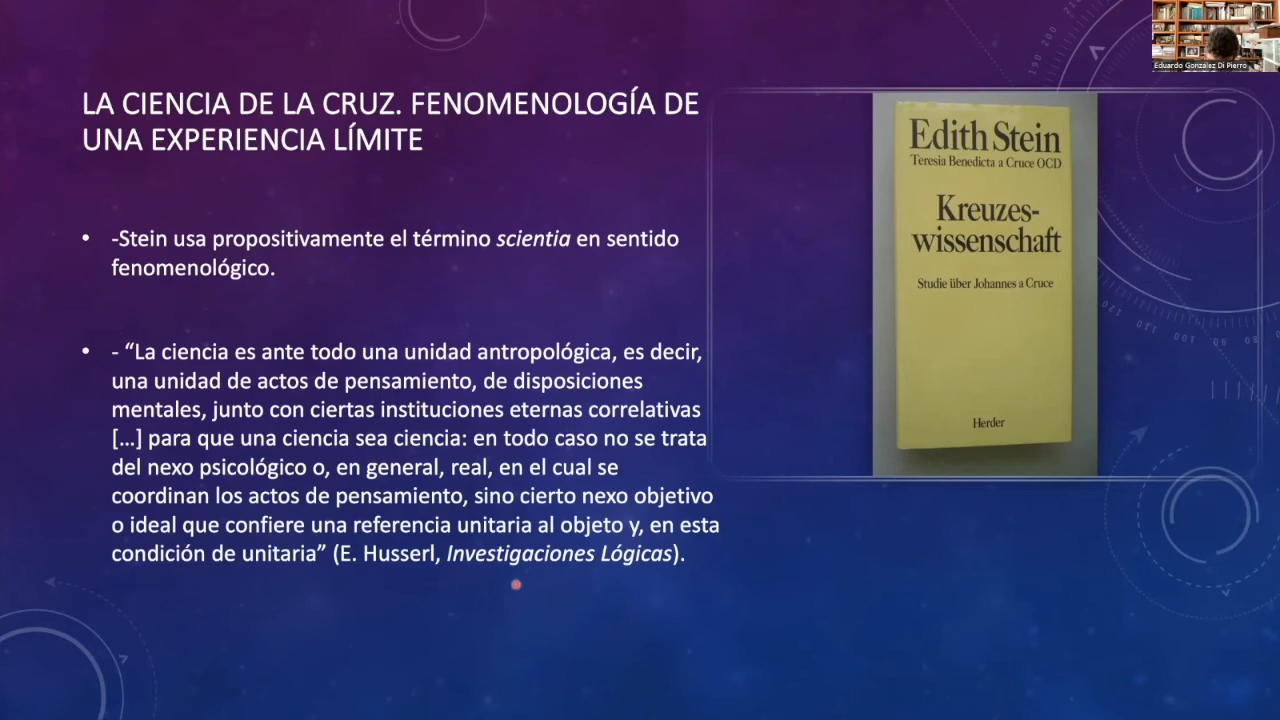 LA CIENCIA DE LA CRUZ. FENOMENOLOGÍA DE
UNA EXPERIENCIA LÍMITE
• -Stein usa propositivamente el término scientia en sentido
fenomenológico.
• - “La ciencia es ante todo una unidad antropológica, es decir,
una unidad de actos de pensamiento, de disposiciones
mentales, junto con ciertas instituciones eternas correlativas
[…] para que una ciencia sea ciencia: en todo caso no se trata
del nexo psicológico o, en general, real, en el cual se
coordinan los actos de pensamiento, sino cierto nexo objetivo
o ideal que confiere una referencia unitaria al objeto y, en esta
condición de unitaria” (E. Husserl, Investigaciones Lógicas).
Edith Stein
Teresia Benedicta a Cruce OCD
Kreuzes-
wissenschaft
Studie über Johannes a Cruce
Herder
Eduardo González Di Pierro
190 200 210